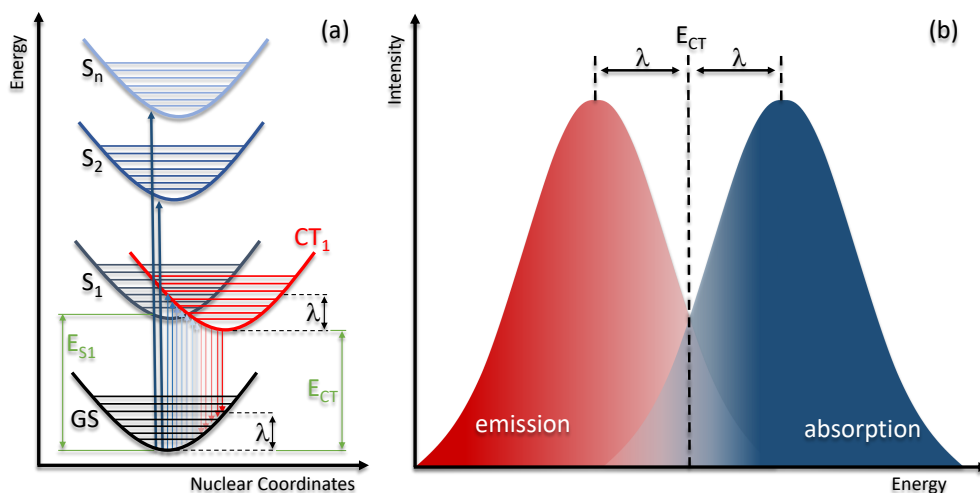 Energy
(a)
Sn
S2
S1
CT1
λ
ES1
ECT
GS
λ
Nuclear Coordinates
Intensity
(b)
ECT
λ
λ
emission
absorption
Energy